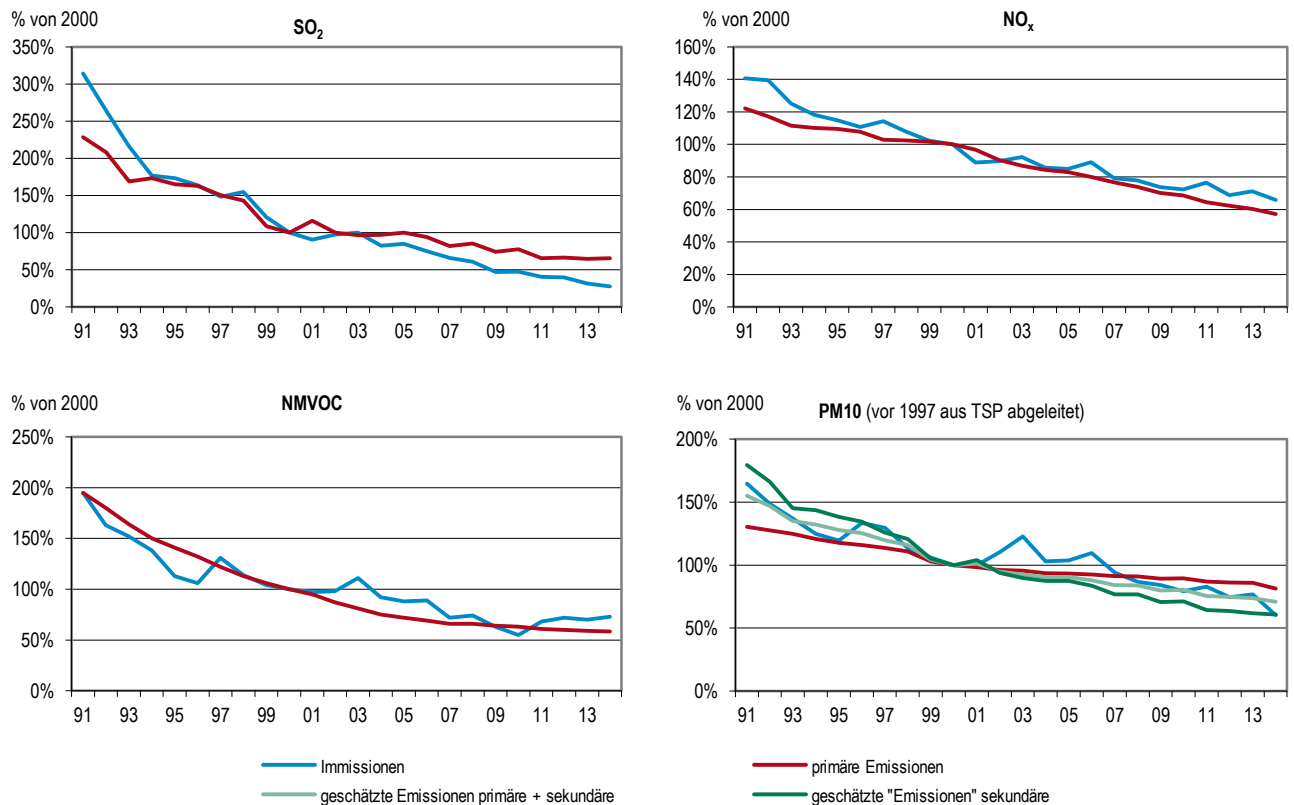 % von 2000
SO₂
350%
300%
250%
200%
150%
100%
50%
0%
91 93 95 97 99 01 03 05 07 09 11 13
% von 2000
NOₓ
160%
140%
120%
100%
80%
60%
40%
20%
0%
91 93 95 97 99 01 03 05 07 09 11 13
% von 2000
NMVOC
250%
200%
150%
100%
50%
0%
91 93 95 97 99 01 03 05 07 09 11 13
% von 2000
PM10 (vor 1997 aus TSP abgeleitet)
200%
150%
100%
50%
0%
91 93 95 97 99 01 03 05 07 09 11 13
Immissionen
primäre Emissionen
geschätzte Emissionen primäre + sekundäre
geschätzte "Emissionen" sekundäre